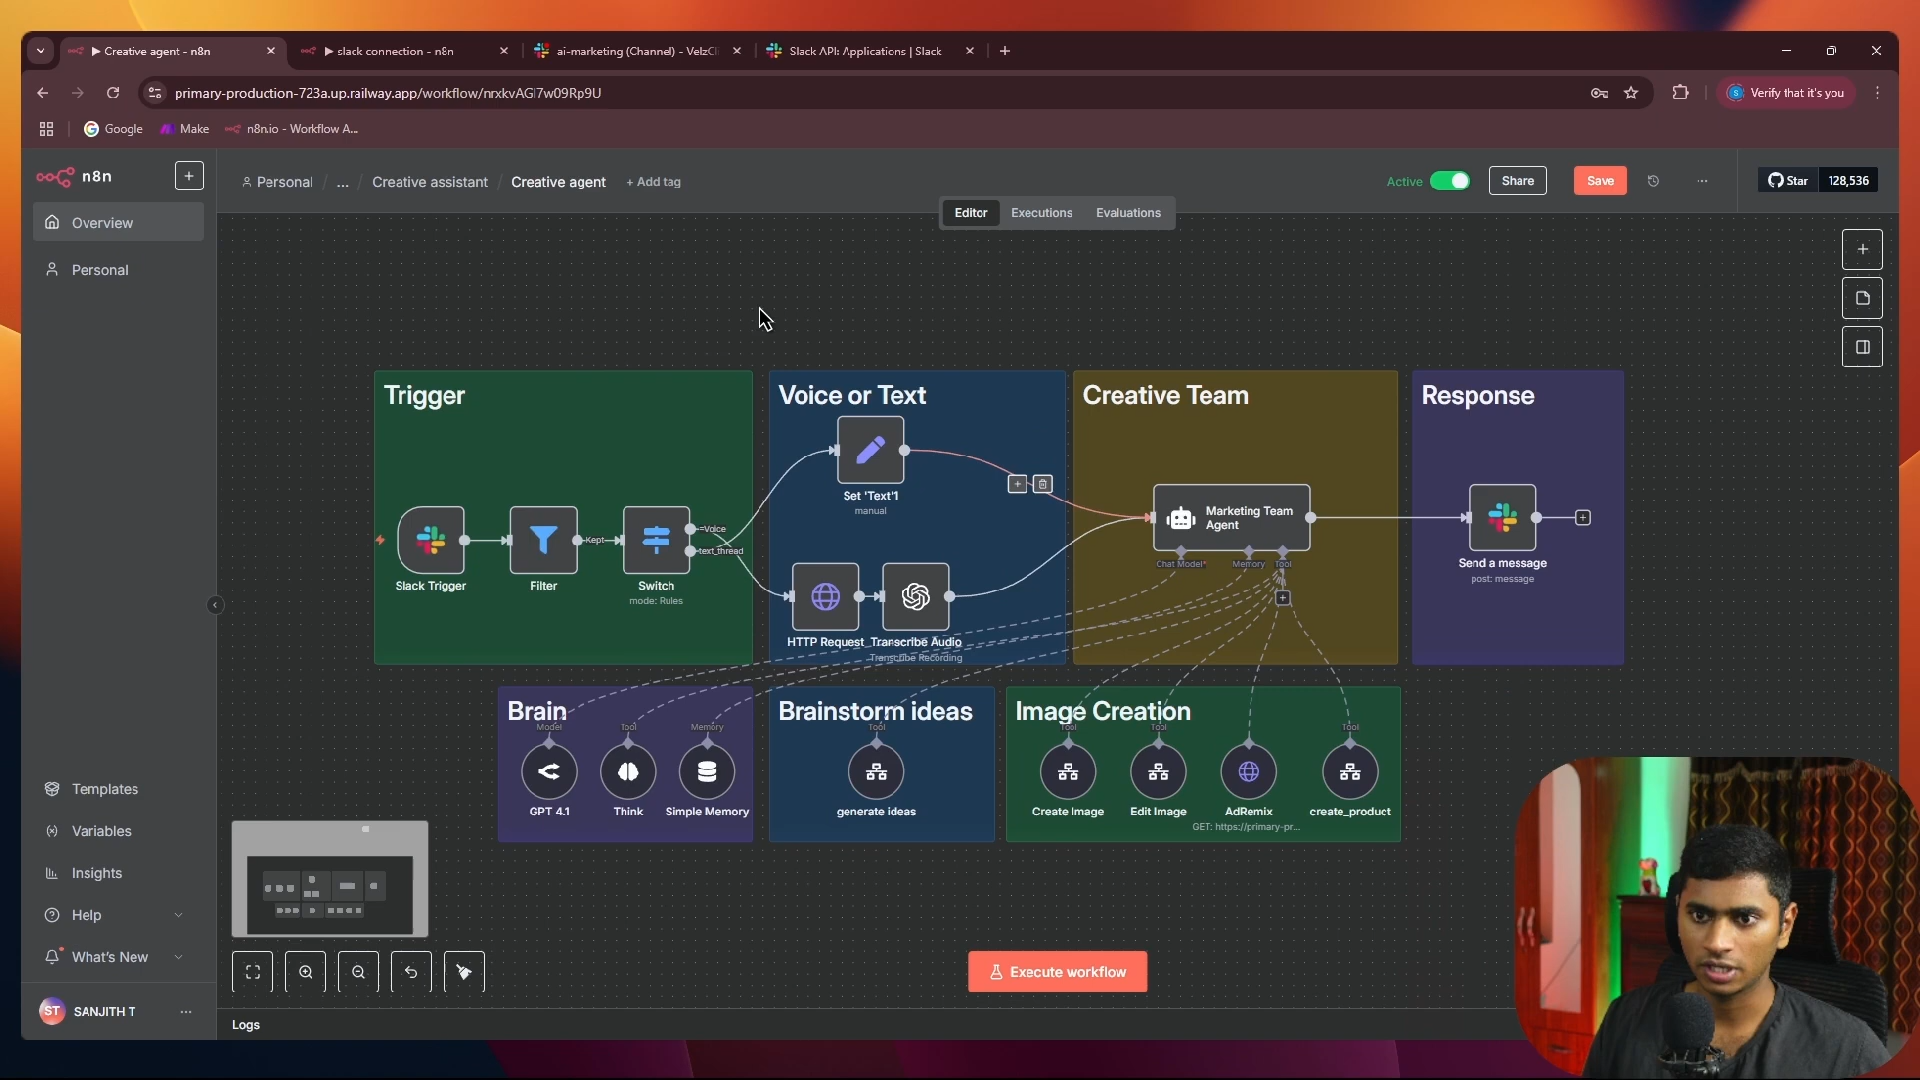 Creative agent - n8n
slack connection - n8n
ai-marketing (Channel) - VelzCli
Slack API: Applications | Slack
primary-production-723a.up.railway.app/workflow/nrxkvAGl7w09Rp9U
Verify that it's you
Google
Make
n8n.io - Workflow A...
n8n
Personal / ... / Creative assistant / Creative agent + Add tag
Active
Share
Save
Star 128,536
Editor
Executions
Evaluations
Overview
Personal
Trigger
Voice or Text
Creative Team
Response
Set 'Text'1
manual
Marketing Team
Agent
Slack Trigger
Filter
Kept
Switch
mode: Rules
=Voice
text_thread
Chat Model*
Memory
Tool
Send a message
post: message
HTTP Request
Transcribe Audio
Transcribe Recording
Brain
Brainstorm ideas
Image Creation
Model
Tool
Memory
Tool
Tool
Tool
Tool
GPT 4.1
Think
Simple Memory
generate ideas
Create Image
Edit Image
AdRemix
GET: https://primary-pr...
create_product
Templates
Variables
Insights
Help
What's New
ST SANJITH T
Execute workflow
Logs